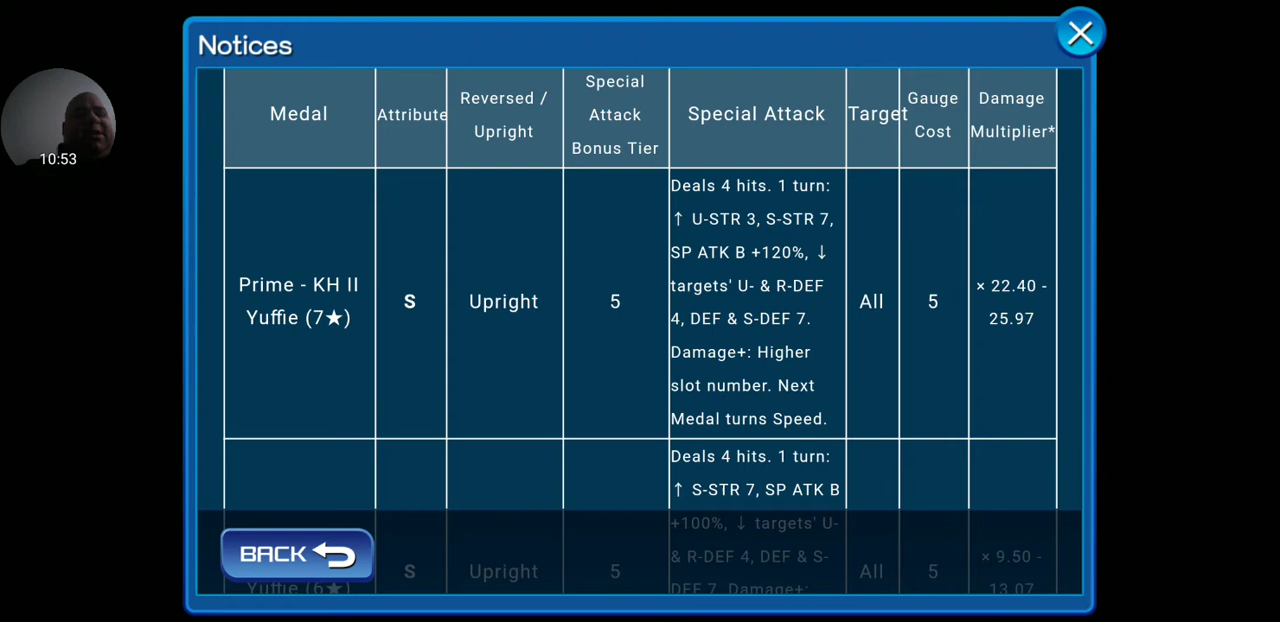 Notices
10:53
Medal
Attribute
Reversed /
Upright
Special
Attack
Bonus Tier
Special Attack
Target
Gauge
Cost
Damage
Multiplier*
Prime - KH II
Yuffie (7★)
S
Upright
5
Deals 4 hits. 1 turn:
↑ U-STR 3, S-STR 7,
SP ATK B +120%, ↓
targets' U- & R-DEF
4, DEF & S-DEF 7.
Damage+: Higher
slot number. Next
Medal turns Speed.
All
5
× 22.40 -
25.97
Yuffie (6★)
S
Upright
5
Deals 4 hits. 1 turn:
↑ S-STR 7, SP ATK B
+100%, ↓ targets' U-
& R-DEF 4, DEF & S-
DEF 7. Damage+:
All
5
× 9.50 -
13.07
BACK